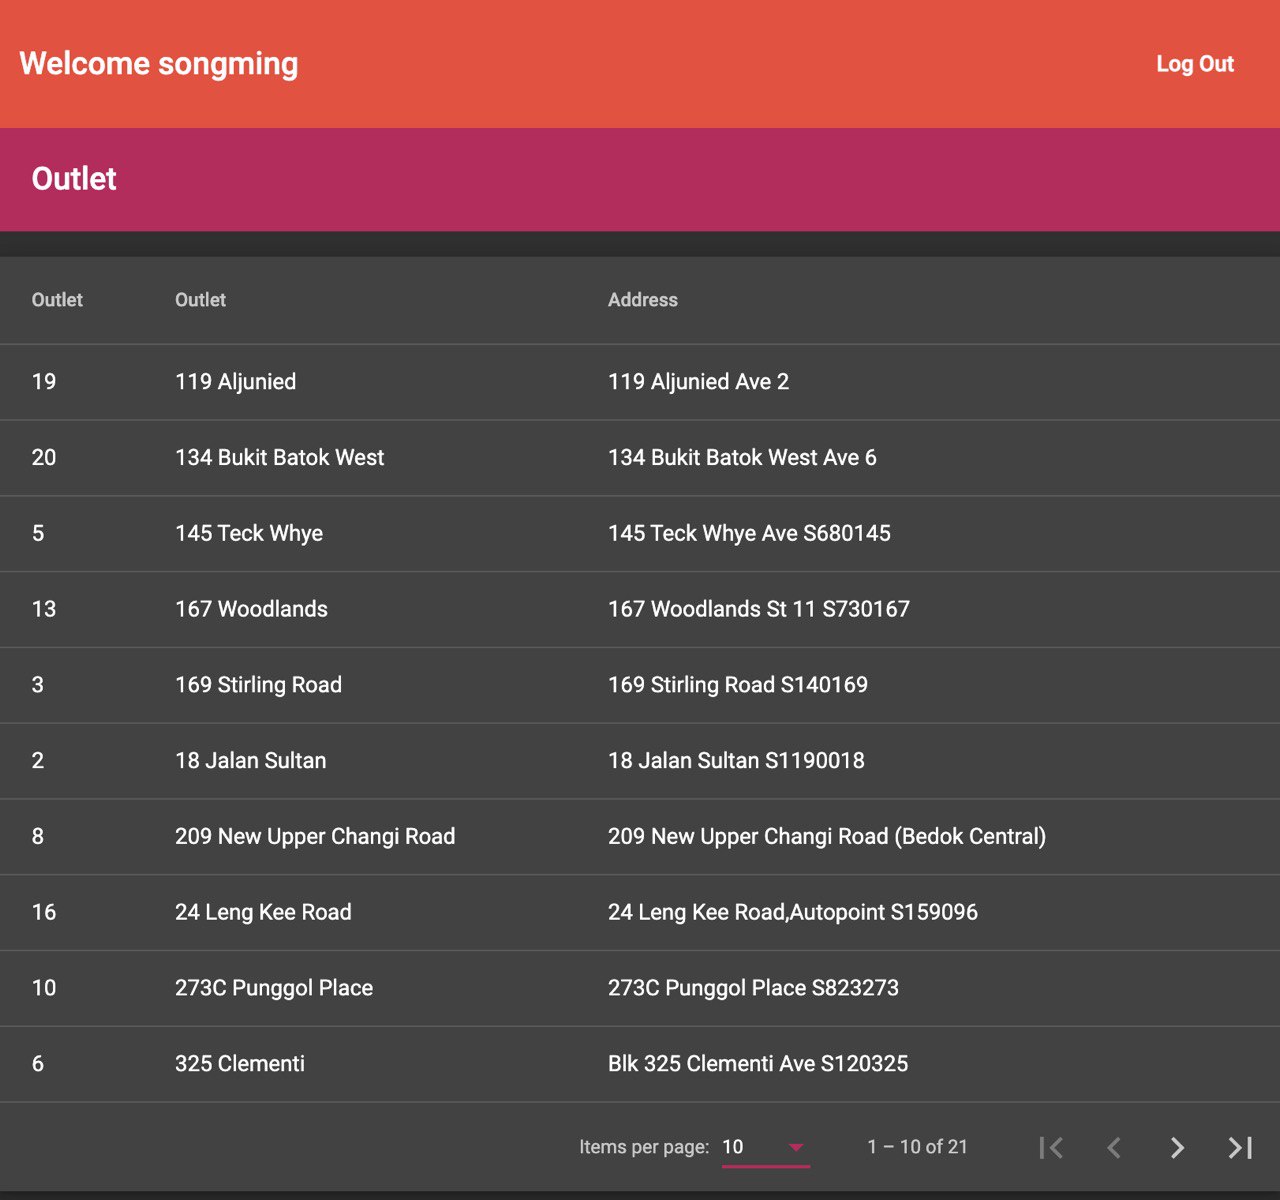 Welcome songming Log Out
Outlet
Outlet Outlet Address
19 119 Aljunied 119 Aljunied Ave 2
20 134 Bukit Batok West 134 Bukit Batok West Ave 6
5 145 Teck Whye 145 Teck Whye Ave S680145
13 167 Woodlands 167 Woodlands St 11 S730167
3 169 Stirling Road 169 Stirling Road S140169
2 18 Jalan Sultan 18 Jalan Sultan S1190018
8 209 New Upper Changi Road 209 New Upper Changi Road (Bedok Central)
16 24 Leng Kee Road 24 Leng Kee Road,Autopoint S159096
10 273C Punggol Place 273C Punggol Place S823273
6 325 Clementi Blk 325 Clementi Ave S120325
Items per page: 10 1 – 10 of 21